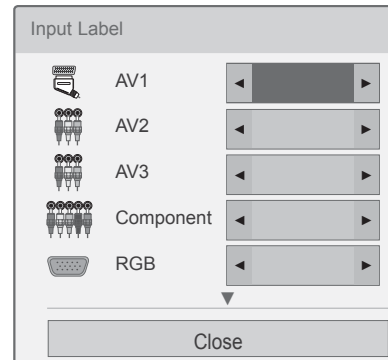 Input Label
AV1
AV2
AV3
Component
RGB
Close